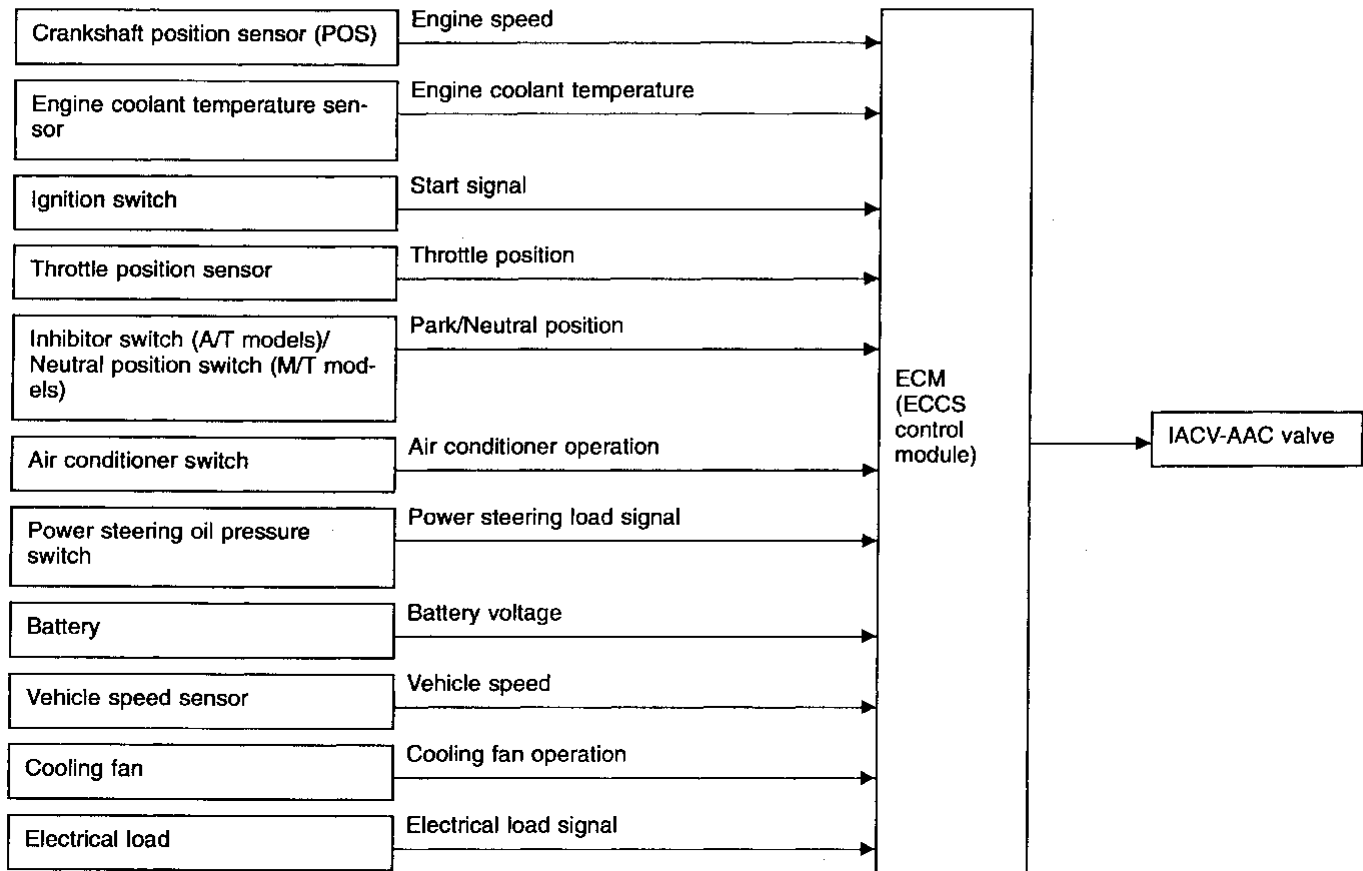 Crankshaft position sensor (POS)
Engine speed
Engine coolant temperature sen-
sor
Engine coolant temperature
Ignition switch
Start signal
Throttle position sensor
Throttle position
Inhibitor switch (A/T models)/
Neutral position switch (M/T mod-
els)
Park/Neutral position
Air conditioner switch
Air conditioner operation
Power steering oil pressure
switch
Power steering load signal
Battery
Battery voltage
Vehicle speed sensor
Vehicle speed
Cooling fan
Cooling fan operation
Electrical load
Electrical load signal
ECM
(ECCS
control
module)
IACV-AAC valve